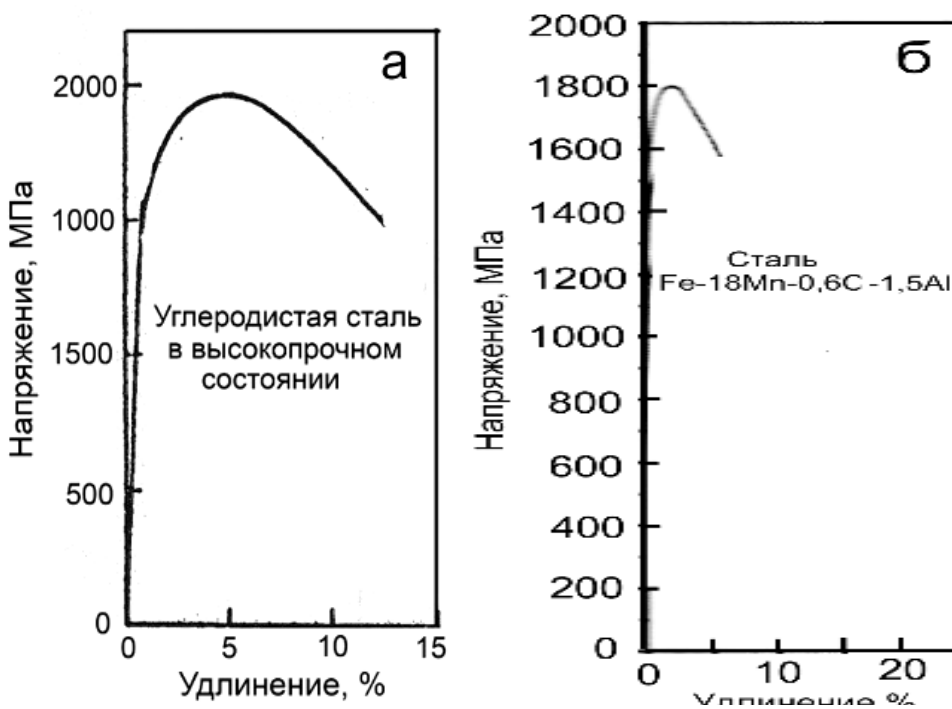 а
Напряжение, МПа
2000
1000
1500
500
0
Углеродистая сталь
в высокопрочном
состоянии
0 5 10 15
Удлинение, %
б
Напряжение, МПа
2000
1800
1600
1400
1200
1000
800
600
400
200
0
Сталь
Fe-18Mn-0,6C-1,5Al
0 10 20
Удлинение %